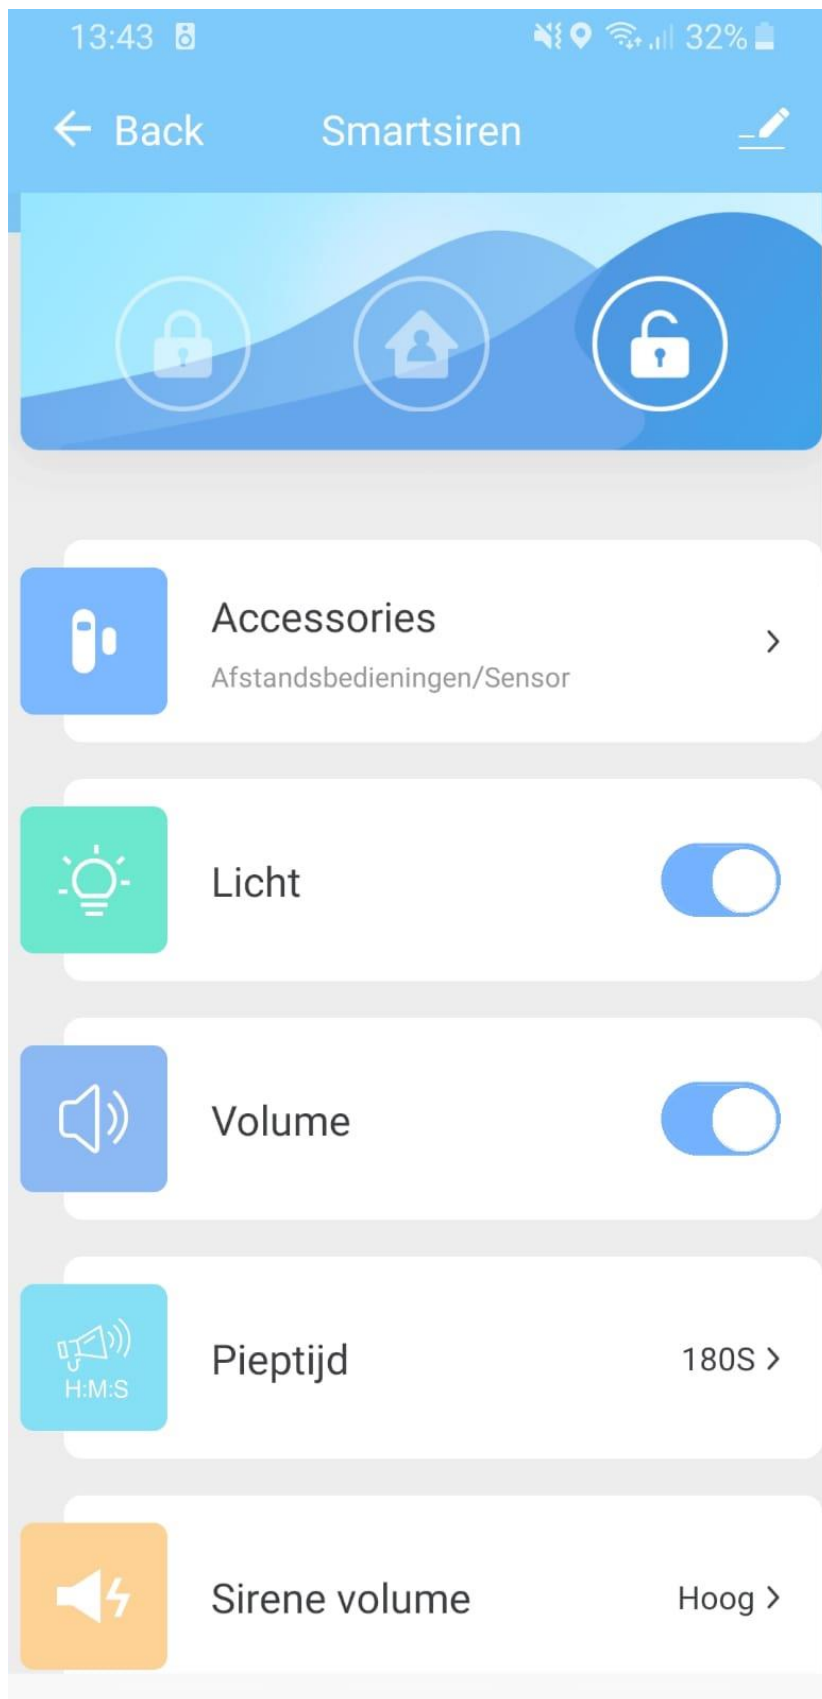 13:43 32%
Back Smartsiren
Accessories
Afstandsbedieningen/Sensor
Licht
Volume
H:M:S
Pieptijd 180S
Sirene volume Hoog